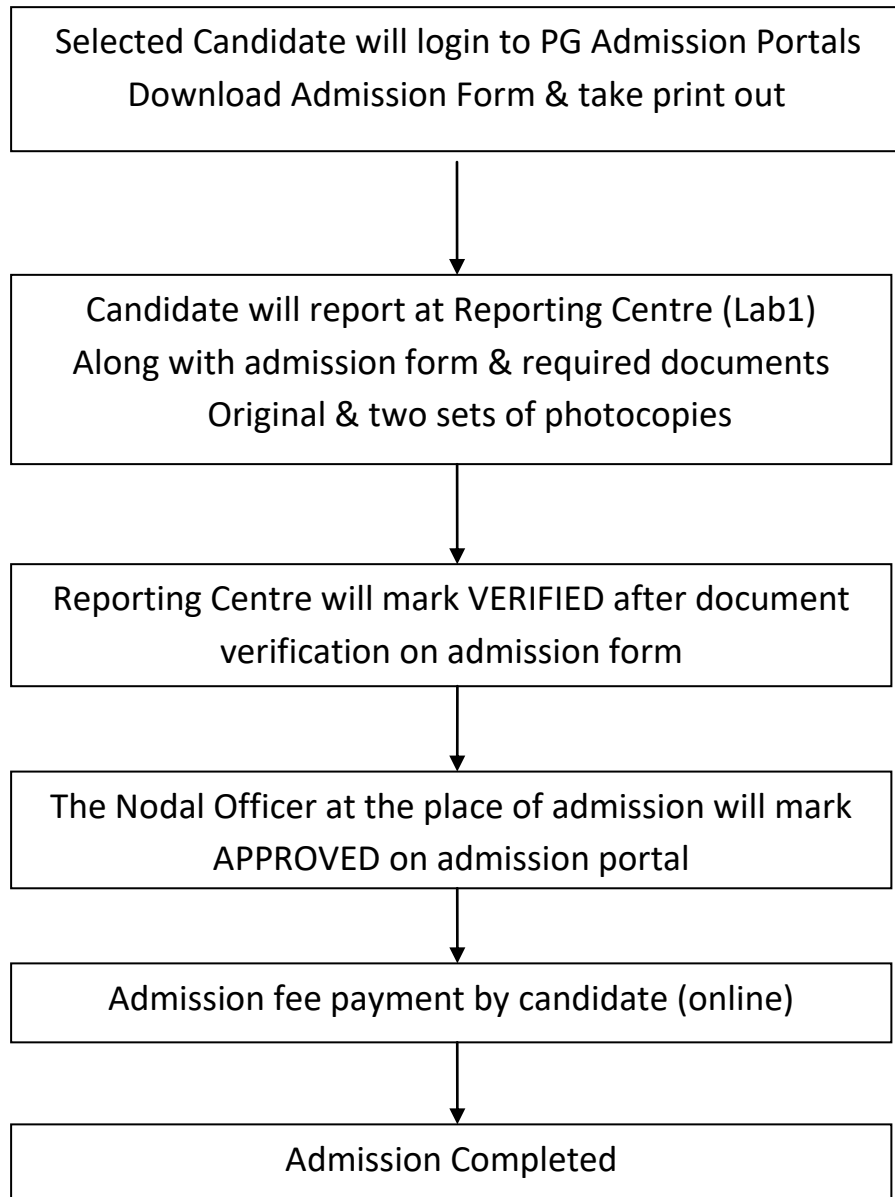 Selected Candidate will login to PG Admission Portals
Download Admission Form & take print out
Candidate will report at Reporting Centre (Lab1)
Along with admission form & required documents
Original & two sets of photocopies
Reporting Centre will mark VERIFIED after document
verification on admission form
The Nodal Officer at the place of admission will mark
APPROVED on admission portal
Admission fee payment by candidate (online)
Admission Completed